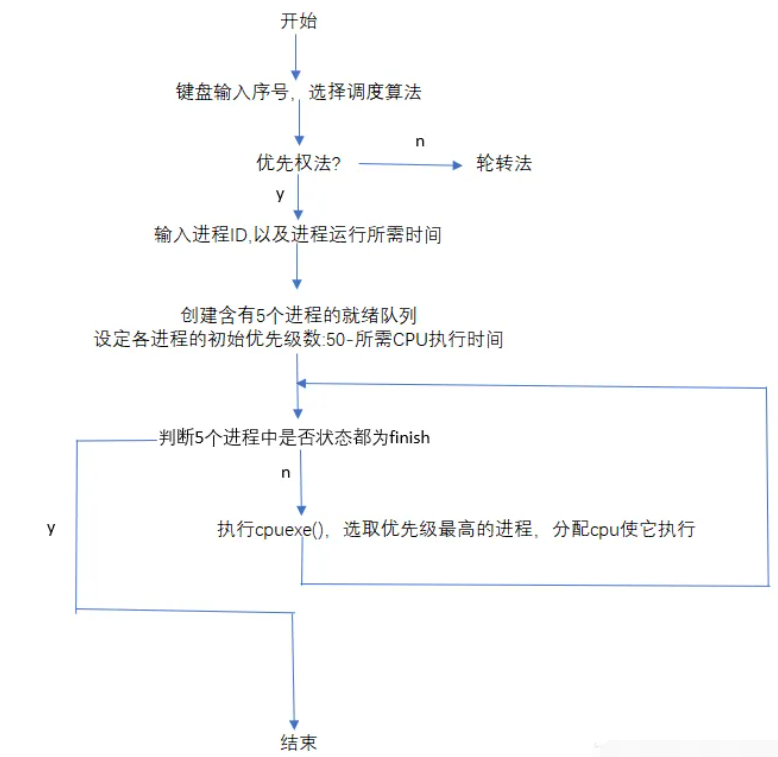 开始
键盘输入序号，选择调度算法
n
优先权法?
轮转法
y
输入进程ID,以及进程运行所需时间
创建含有5个进程的就绪队列
设定各进程的初始优先级数:50-所需CPU执行时间
判断5个进程中是否状态都为finish
n
y
执行cpuexe()，选取优先级最高的进程，分配cpu使它执行
结束